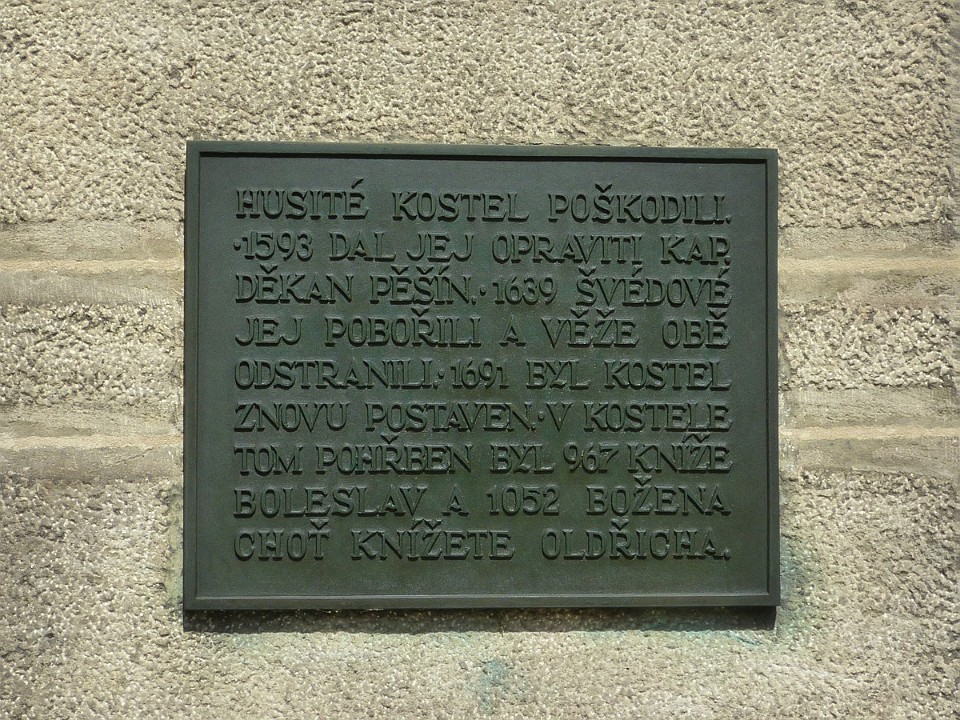 HUSITÉ KOSTEL POŠKODILI.
·1593 DAL JEJ OPRAVITI KAP.
DĚKAN PĚŠÍN.·1639 ŠVÉDOVÉ
JEJ POBOŘILI A VĚŽE OBĚ
ODSTRANILI.·1691 BYL KOSTEL
ZNOVU POSTAVEN.·V KOSTELE
TOM POHŘBEN BYL 967 KNÍŽE
BOLESLAV A 1052 BOŽENA
CHOŤ KNÍŽETE OLDŘICHA.